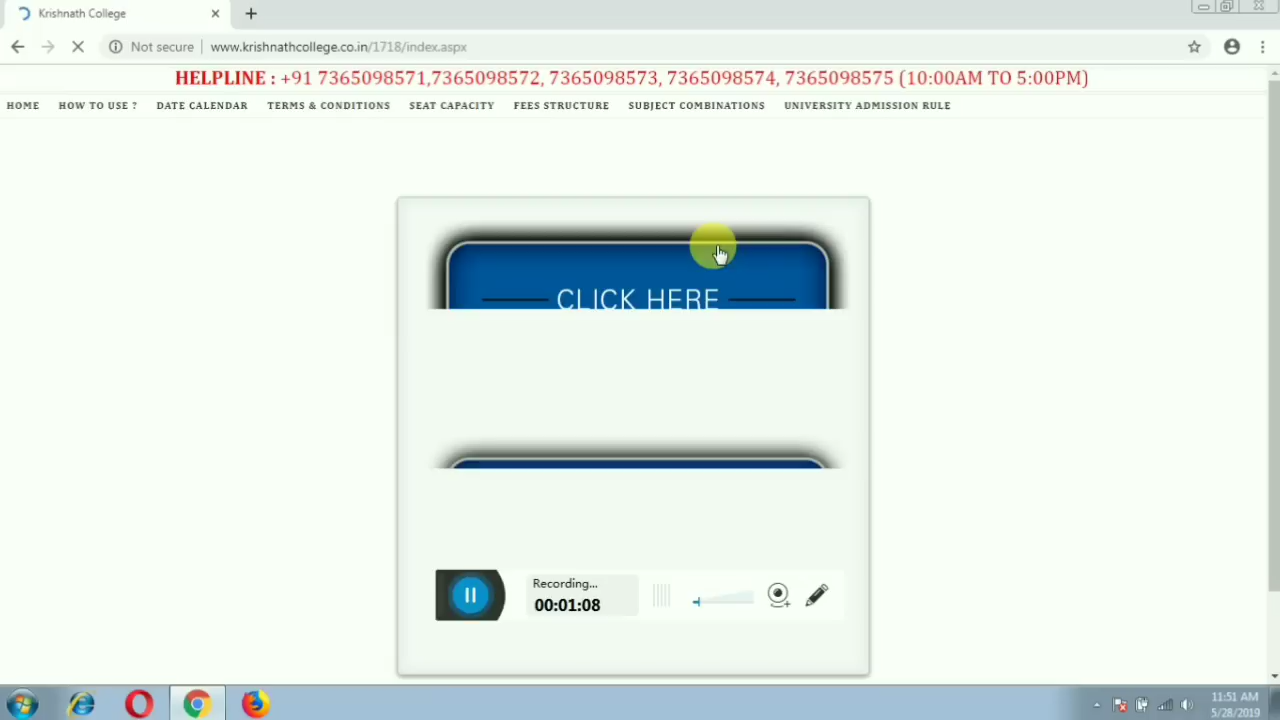 Krishnath College
Not secure www.krishnathcollege.co.in/1718/index.aspx
HELPLINE : +91 7365098571,7365098572, 7365098573, 7365098574, 7365098575 (10:00AM TO 5:00PM)
HOME HOW TO USE ? DATE CALENDAR TERMS & CONDITIONS SEAT CAPACITY FEES STRUCTURE SUBJECT COMBINATIONS UNIVERSITY ADMISSION RULE
CLICK HERE
Recording...
00:01:08
11:51 AM
5/28/2019